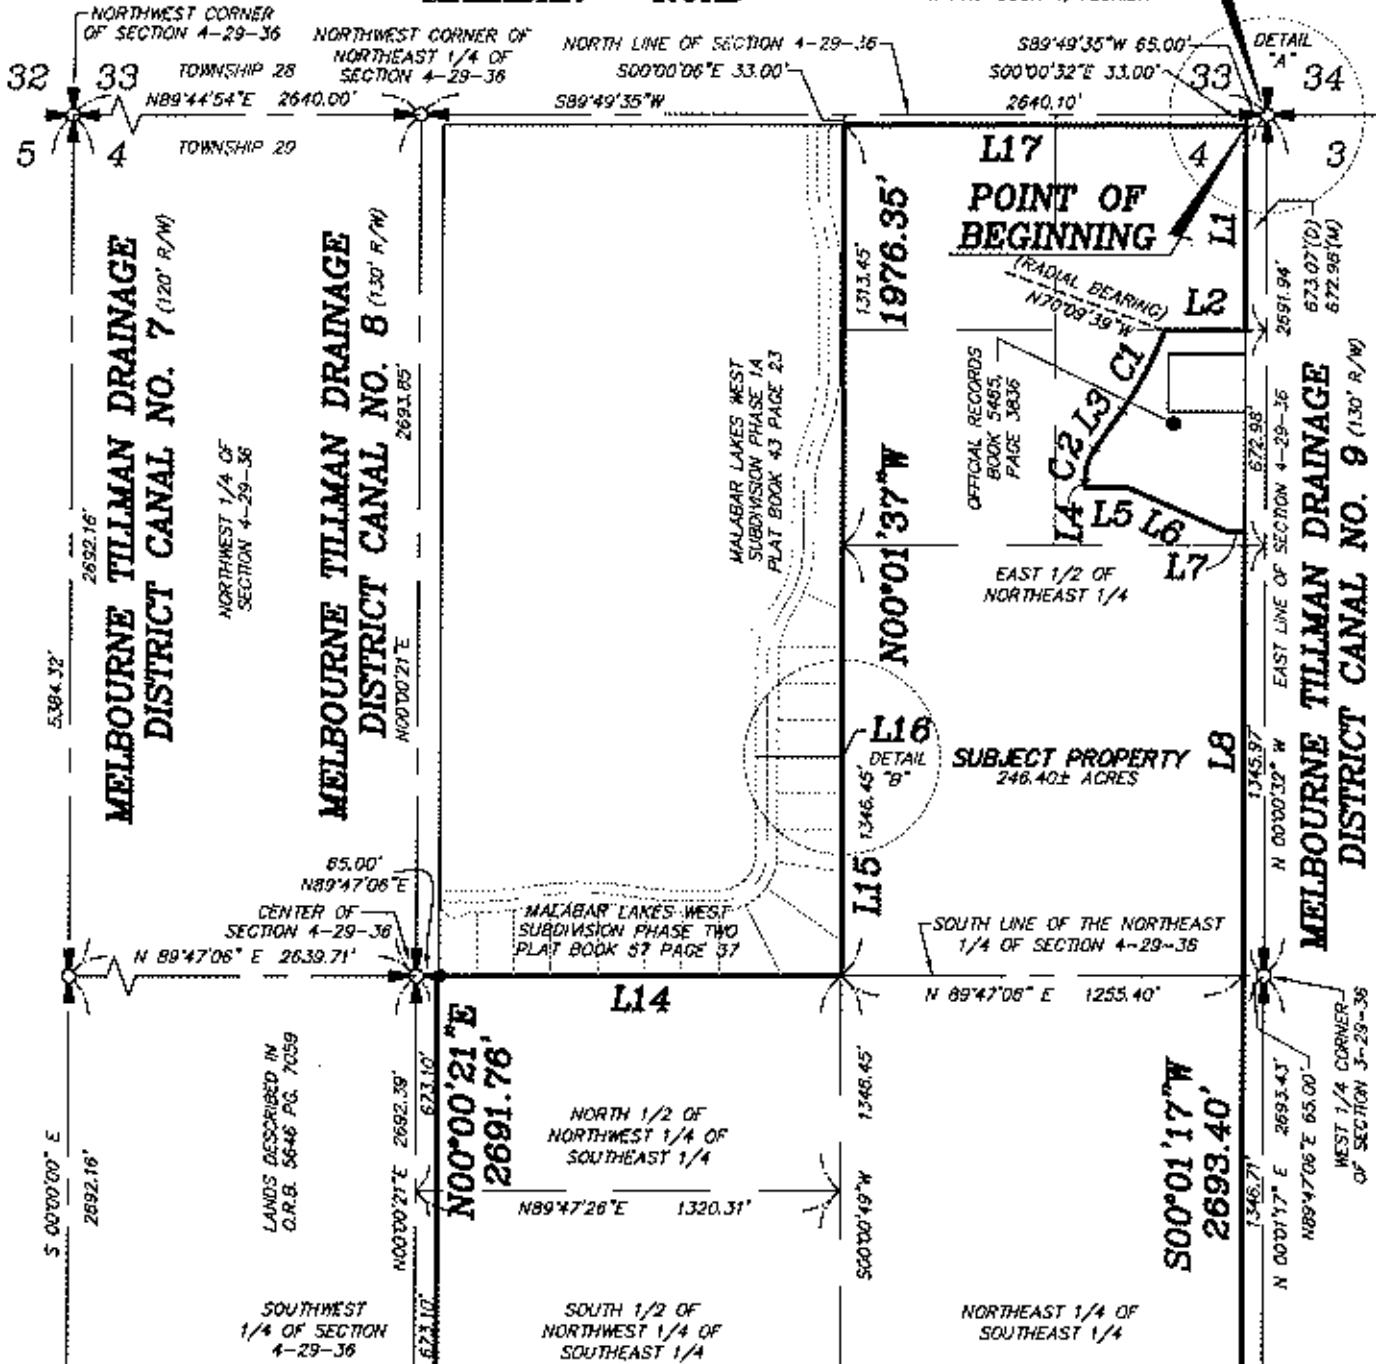 NORTHWEST CORNER
OF SECTION 4-29-36
NORTHWEST CORNER OF
NORTHEAST 1/4 OF
SECTION 4-29-36
NORTH LINE OF SECTION 4-29-36
S00°00'06"E 33.00'
S89°49'35"W 65.00'
S00°00'32"E 33.00'
DETAIL
"A"
32
33
TOWNSHIP 28
N89°44'54"E 2640.00'
S89°49'35"W
2640.10'
33
34
5
4
TOWNSHIP 29
4
3
L17
POINT OF
BEGINNING
L1
(RADIAL BEARING)
N70°09'39"W
L2
673.07'(D)
672.98'(M)
2691.94'
1313.45'
1976.35'
N00°01'37"W
C1
L3
C2
L4
L5
L6
L7
OFFICIAL RECORDS
BOOK 5465,
PAGE 3836
672.98'
EAST LINE OF SECTION 4-29-36
MELBOURNE TILLMAN DRAINAGE
DISTRICT CANAL NO. 7 (120' R/W)
MELBOURNE TILLMAN DRAINAGE
DISTRICT CANAL NO. 8 (130' R/W)
MELBOURNE TILLMAN DRAINAGE
DISTRICT CANAL NO. 9 (130' R/W)
2693.85'
N00°00'21"E
NORTHWEST 1/4 OF
SECTION 4-29-36
2692.16'
5384.32'
MALABAR LAKES WEST
SUBDIVISION PHASE 1A
PLAT BOOK 43 PAGE 23
EAST 1/2 OF
NORTHEAST 1/4
L16
DETAIL
"B"
SUBJECT PROPERTY
246.40± ACRES
L8
1345.97'
N 00°00'32" W
1346.45'
L15
65.00'
N89°47'06"E
CENTER OF
SECTION 4-29-36
N 89°47'06" E 2639.71'
MALABAR LAKES WEST
SUBDIVISION PHASE TWO
PLAT BOOK 57 PAGE 37
SOUTH LINE OF THE NORTHEAST
1/4 OF SECTION 4-29-36
N 89°47'06" E 1255.40'
L14
N00°00'21"E
2691.76'
LANDS DESCRIBED IN
O.R.B. 5646 PG. 7059
N00°00'21"E 2692.39'
673.10'
673.10'
S 00°00'00" E
2692.16'
NORTH 1/2 OF
NORTHWEST 1/4 OF
SOUTHEAST 1/4
N89°47'26"E 1320.31'
1346.45'
S00°00'49"W
S00°01'17"W
2693.40'
1346.71'
N 00°01'17" E 2693.43'
N89°47'06"E 65.00'
WEST 1/4 CORNER
OF SECTION 3-29-36
SOUTHWEST
1/4 OF SECTION
4-29-36
SOUTH 1/2 OF
NORTHWEST 1/4 OF
SOUTHEAST 1/4
NORTHEAST 1/4 OF
SOUTHEAST 1/4